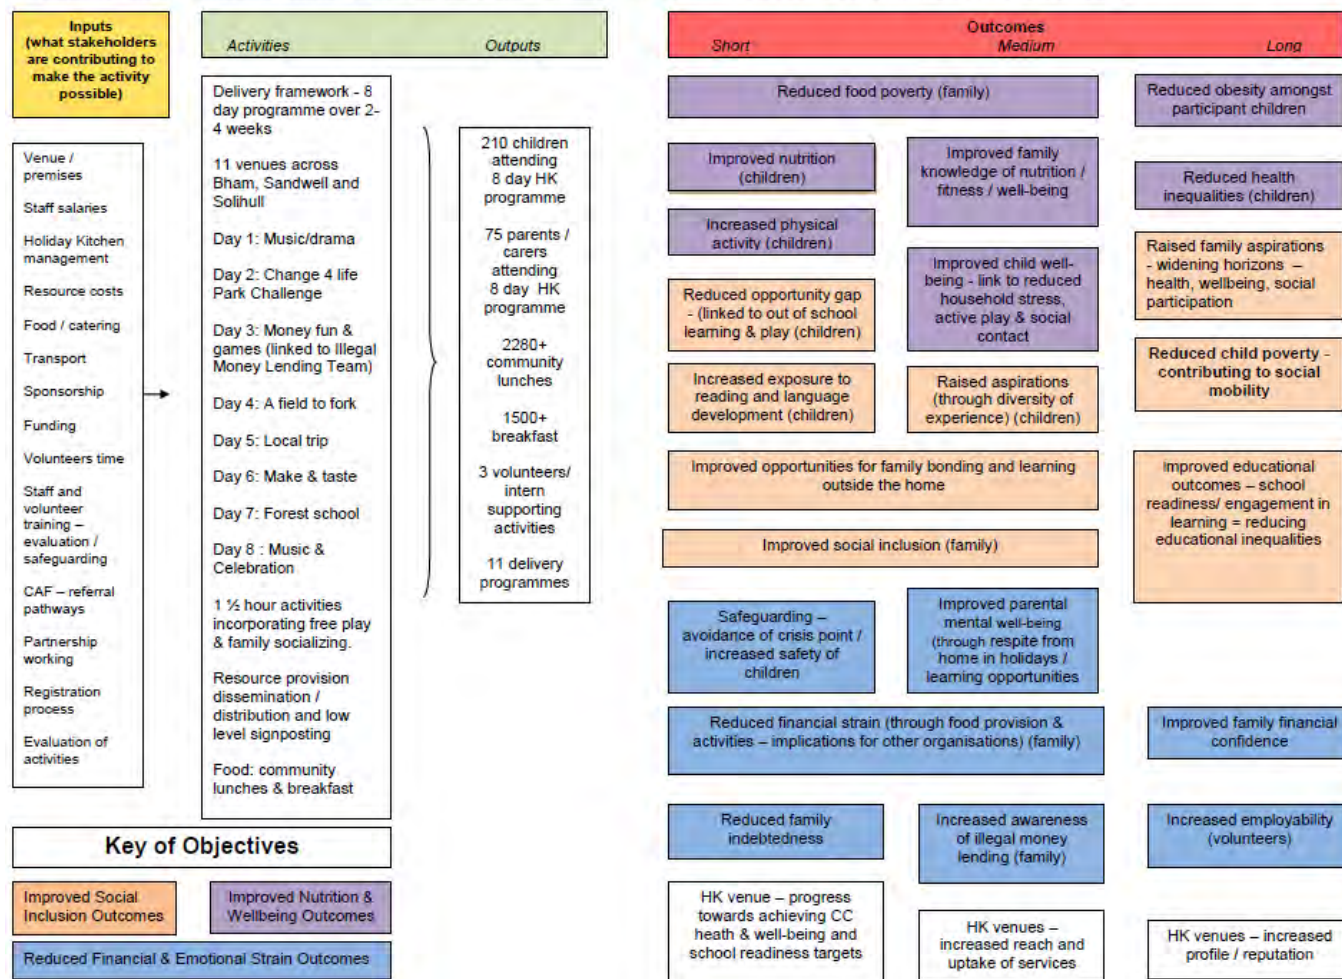 Inputs
(what stakeholders
are contributing to
make the activity
possible)
Activities
Outputs
Outcomes
Short
Medium
Long
Venue /
premises
Staff salaries
Holiday Kitchen
management
Resource costs
Food / catering
Transport
Sponsorship
Funding
Volunteers time
Staff and
volunteer
training –
evaluation /
safeguarding
CAF – referral
pathways
Partnership
working
Registration
process
Evaluation of
activities
Delivery framework - 8
day programme over 2-
4 weeks
11 venues across
Bham, Sandwell and
Solihull
Day 1: Music/drama
Day 2: Change 4 life
Park Challenge
Day 3: Money fun &
games (linked to Illegal
Money Lending Team)
Day 4: A field to fork
Day 5: Local trip
Day 6: Make & taste
Day 7: Forest school
Day 8 : Music &
Celebration
1 ½ hour activities
incorporating free play
& family socializing.
Resource provision
dissemination /
distribution and low
level signposting
Food: community
lunches & breakfast
210 children
attending
8 day HK
programme
75 parents /
carers
attending
8 day HK
programme
2280+
community
lunches
1500+
breakfast
3 volunteers/
intern
supporting
activities
11 delivery
programmes
Reduced food poverty (family)
Reduced obesity amongst
participant children
Improved nutrition
(children)
Improved family
knowledge of nutrition /
fitness / well-being
Reduced health
inequalities (children)
Increased physical
activity (children)
Improved child well-
being - link to reduced
household stress,
active play & social
contact
Raised family aspirations
- widening horizons –
health, wellbeing, social
participation
Reduced opportunity gap
- (linked to out of school
learning & play (children)
Reduced child poverty -
contributing to social
mobility
Increased exposure to
reading and language
development (children)
Raised aspirations
(through diversity of
experience) (children)
Improved opportunities for family bonding and learning
outside the home
Improved educational
outcomes – school
readiness/ engagement in
learning = reducing
educational inequalities
Improved social inclusion (family)
Safeguarding –
avoidance of crisis point /
increased safety of
children
Improved parental
mental well-being
(through respite from
home in holidays /
learning opportunities
Reduced financial strain (through food provision &
activities – implications for other organisations) (family)
Improved family financial
confidence
Reduced family
indebtedness
Increased awareness
of illegal money
lending (family)
Increased employability
(volunteers)
HK venue – progress
towards achieving CC
heath & well-being and
school readiness targets
HK venues –
increased reach and
uptake of services
HK venues – increased
profile / reputation
Key of Objectives
Improved Social
Inclusion Outcomes
Improved Nutrition &
Wellbeing Outcomes
Reduced Financial & Emotional Strain Outcomes